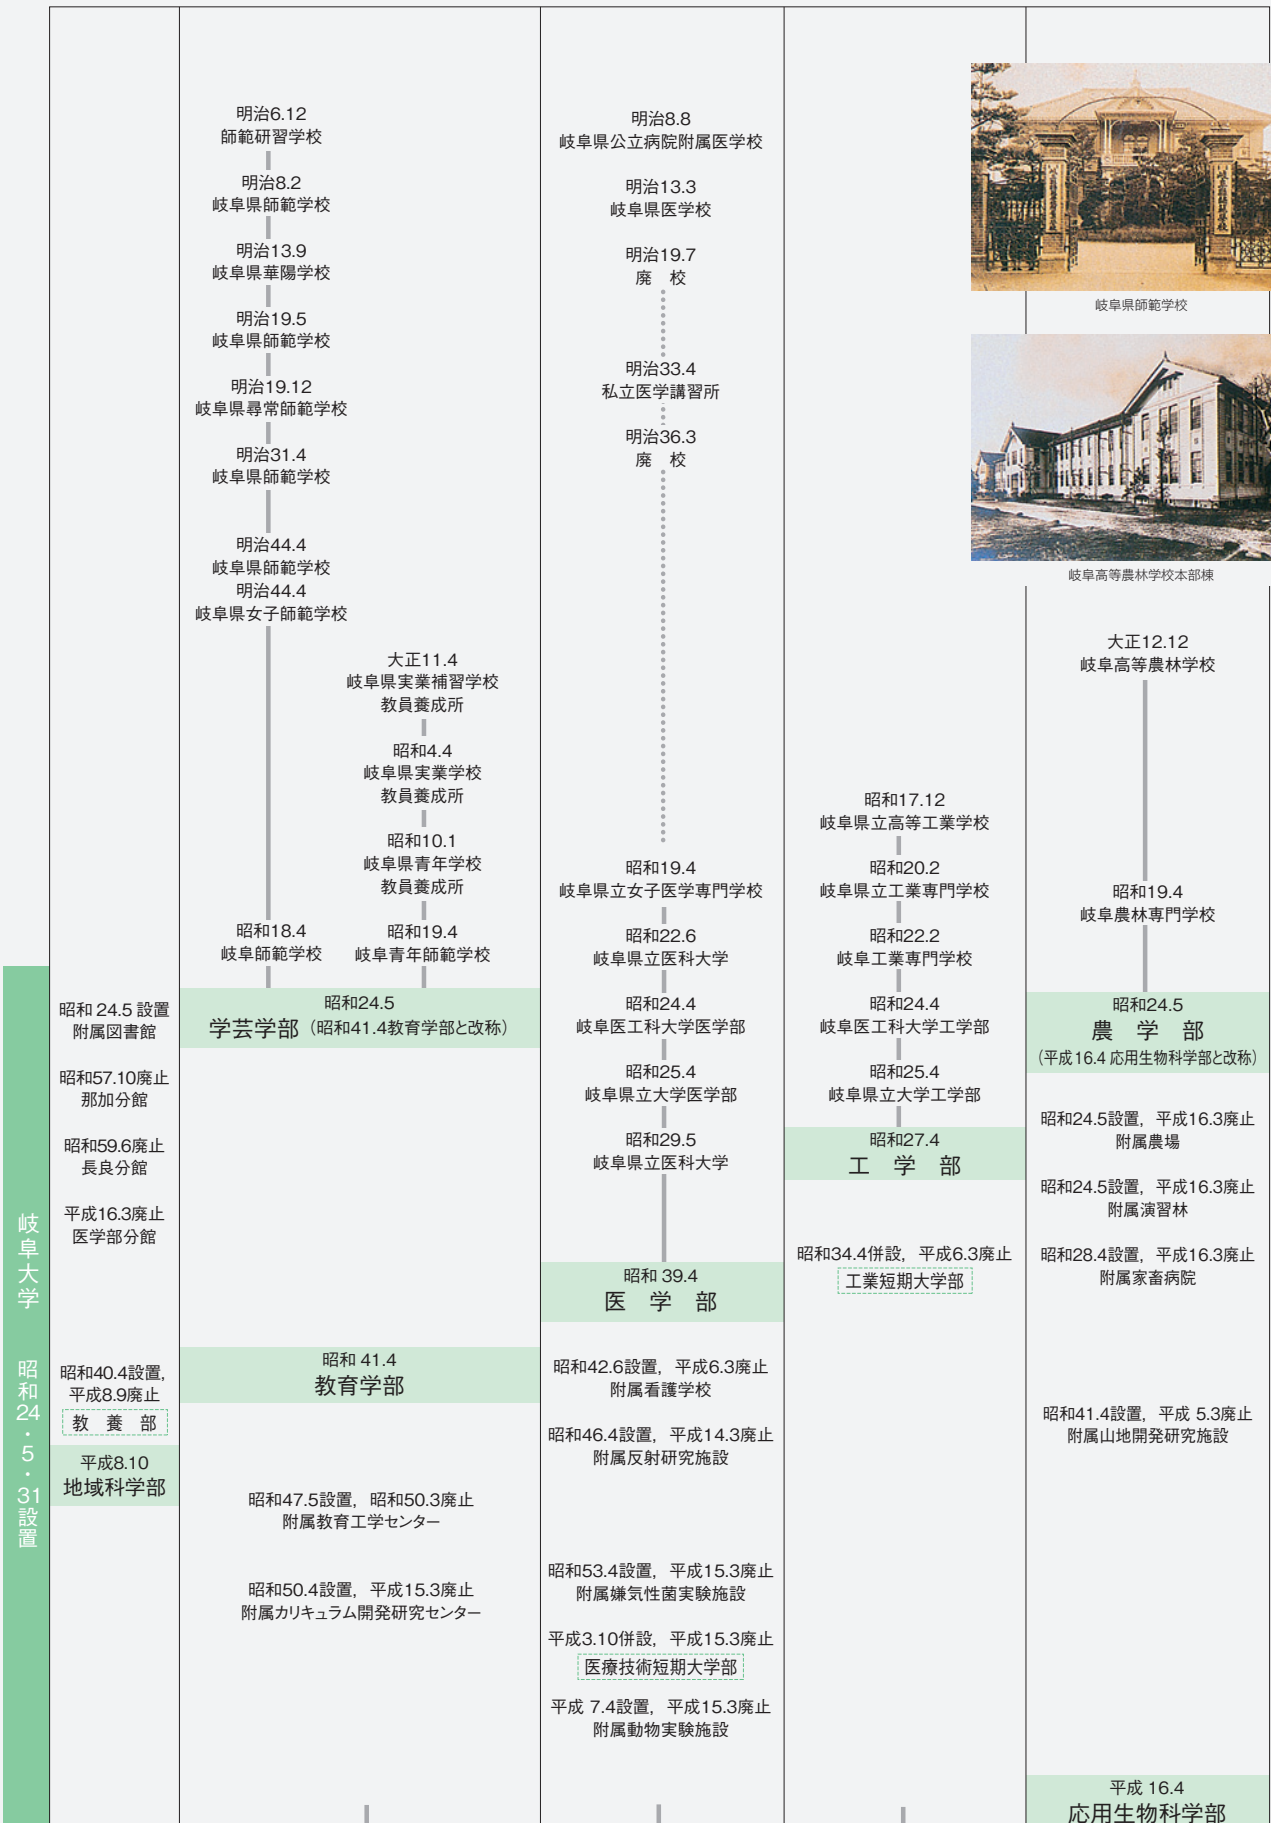 岐阜大学 昭和24・5・31設置
昭和 24.5 設置
附属図書館
昭和57.10廃止
那加分館
昭和59.6廃止
長良分館
平成16.3廃止
医学部分館
昭和40.4設置,
平成8.9廃止
教 養 部
平成8.10
地域科学部
明治6.12
師範研習学校
明治8.2
岐阜県師範学校
明治13.9
岐阜県華陽学校
明治19.5
岐阜県師範学校
明治19.12
岐阜県尋常師範学校
明治31.4
岐阜県師範学校
明治44.4
岐阜県師範学校
明治44.4
岐阜県女子師範学校
昭和18.4
岐阜師範学校
大正11.4
岐阜県実業補習学校
教員養成所
昭和4.4
岐阜県実業学校
教員養成所
昭和10.1
岐阜県青年学校
教員養成所
昭和19.4
岐阜青年師範学校
昭和24.5
学芸学部(昭和41.4教育学部と改称)
昭和 41.4
教育学部
昭和47.5設置, 昭和50.3廃止
附属教育工学センター
昭和50.4設置, 平成15.3廃止
附属カリキュラム開発研究センター
明治8.8
岐阜県公立病院附属医学校
明治13.3
岐阜県医学校
明治19.7
廃 校
明治33.4
私立医学講習所
明治36.3
廃 校
昭和19.4
岐阜県立女子医学専門学校
昭和22.6
岐阜県立医科大学
昭和24.4
岐阜医工科大学医学部
昭和25.4
岐阜県立大学医学部
昭和29.5
岐阜県立医科大学
昭和 39.4
医 学 部
昭和42.6設置, 平成6.3廃止
附属看護学校
昭和46.4設置, 平成14.3廃止
附属反射研究施設
昭和53.4設置, 平成15.3廃止
附属嫌気性菌実験施設
平成3.10併設, 平成15.3廃止
医療技術短期大学部
平成 7.4設置, 平成15.3廃止
附属動物実験施設
昭和17.12
岐阜県立高等工業学校
昭和20.2
岐阜県立工業専門学校
昭和22.2
岐阜工業専門学校
昭和24.4
岐阜医工科大学工学部
昭和25.4
岐阜県立大学工学部
昭和27.4
工 学 部
昭和34.4併設, 平成6.3廃止
工業短期大学部
岐阜県師範学校
岐阜高等農林学校本部棟
大正12.12
岐阜高等農林学校
昭和19.4
岐阜農林専門学校
昭和24.5
農 学 部
(平成16.4 応用生物科学部と改称)
昭和24.5設置, 平成16.3廃止
附属農場
昭和24.5設置, 平成16.3廃止
附属演習林
昭和28.4設置, 平成16.3廃止
附属家畜病院
昭和41.4設置, 平成 5.3廃止
附属山地開発研究施設
平成 16.4
応用生物科学部